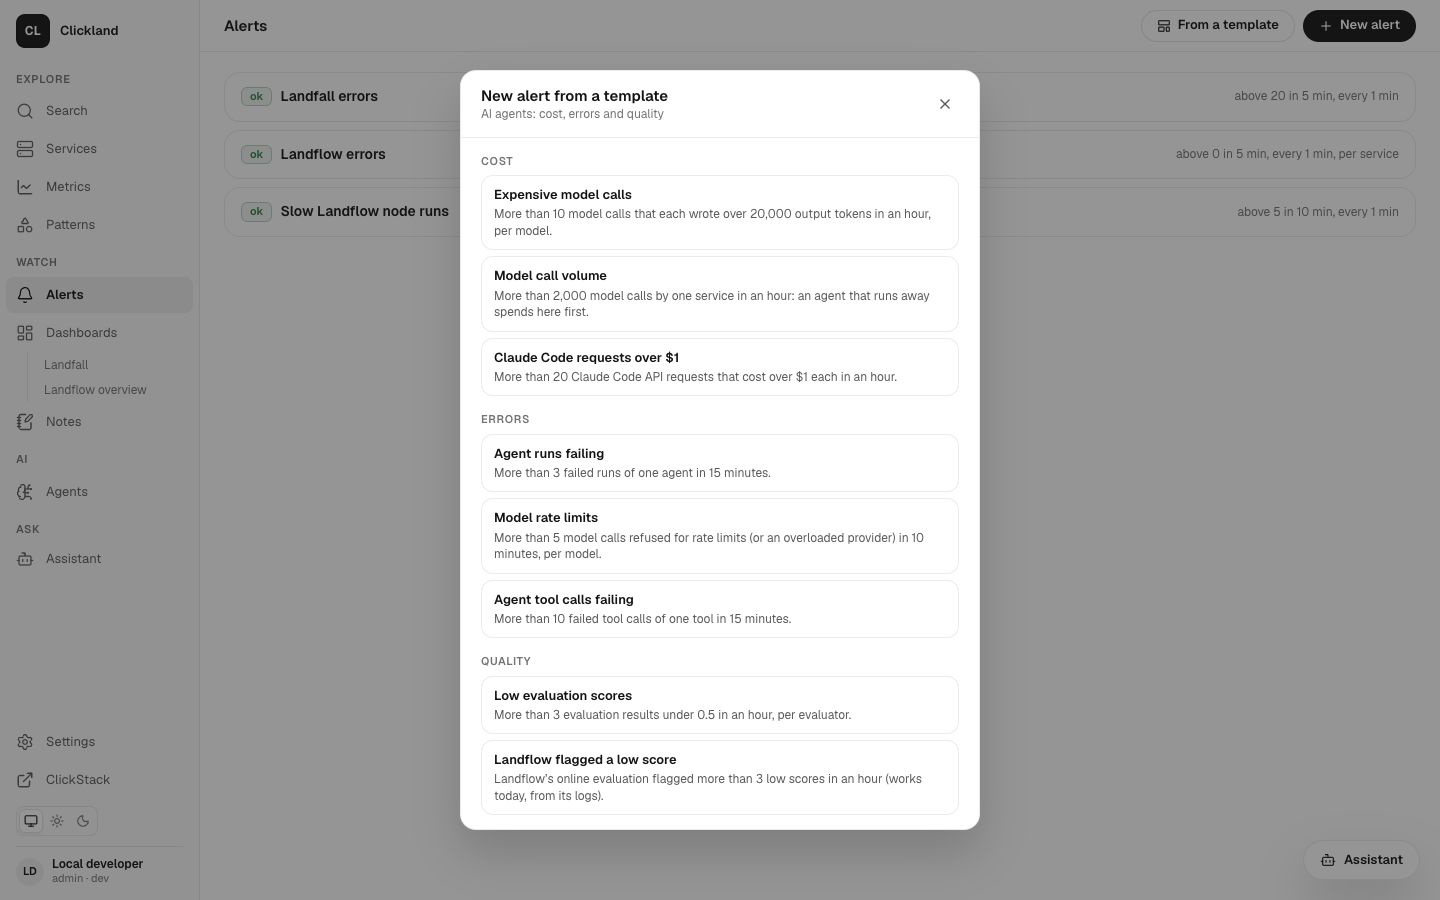 CL
Clickland
EXPLORE
Search
Services
Metrics
Patterns
WATCH
Alerts
Dashboards
Landfall
Landflow overview
Notes
AI
Agents
ASK
Assistant
Settings
ClickStack
LD
Local developer
admin · dev
Alerts
From a template
New alert
ok
Landfall errors
above 20 in 5 min, every 1 min
ok
Landflow errors
above 0 in 5 min, every 1 min, per service
ok
Slow Landflow node runs
above 5 in 10 min, every 1 min
New alert from a template
AI agents: cost, errors and quality
COST
Expensive model calls
More than 10 model calls that each wrote over 20,000 output tokens in an hour,
per model.
Model call volume
More than 2,000 model calls by one service in an hour: an agent that runs away
spends here first.
Claude Code requests over $1
More than 20 Claude Code API requests that cost over $1 each in an hour.
ERRORS
Agent runs failing
More than 3 failed runs of one agent in 15 minutes.
Model rate limits
More than 5 model calls refused for rate limits (or an overloaded provider) in 10
minutes, per model.
Agent tool calls failing
More than 10 failed tool calls of one tool in 15 minutes.
QUALITY
Low evaluation scores
More than 3 evaluation results under 0.5 in an hour, per evaluator.
Landflow flagged a low score
Landflow's online evaluation flagged more than 3 low scores in an hour (works
today, from its logs).
Assistant